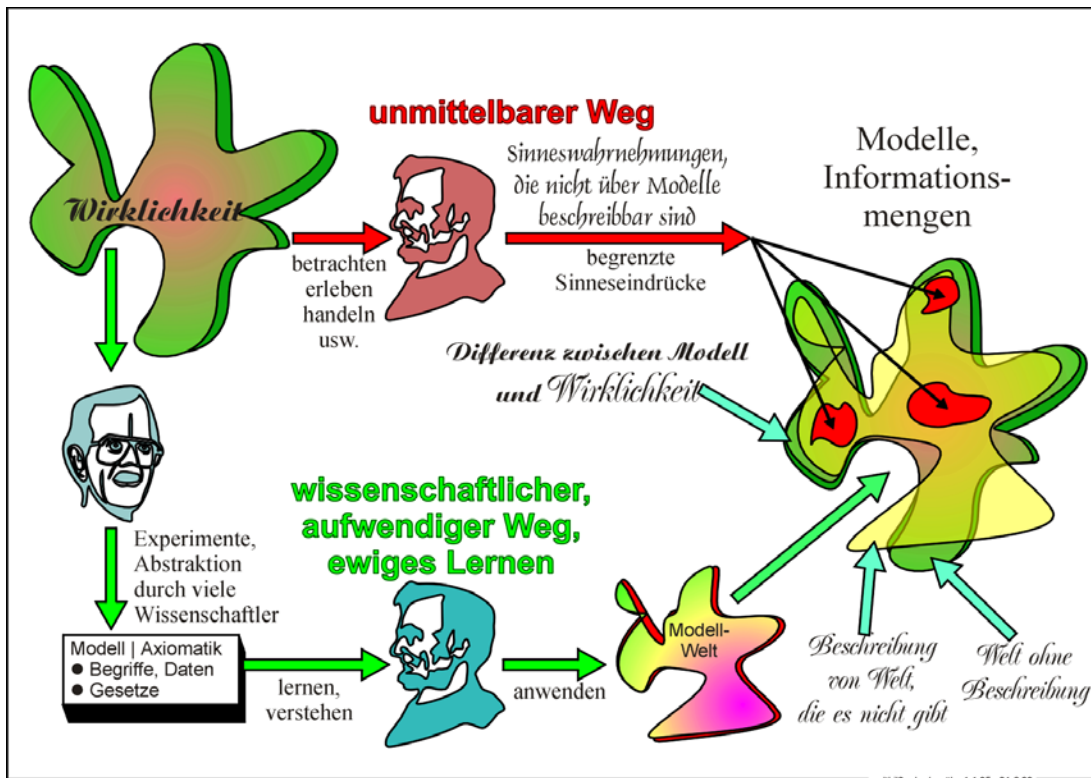 unmittelbarer Weg
Wirklichkeit
Sinneswahrnehmungen,
die nicht über Modelle
beschreibbar sind
Modelle,
Informations-
mengen
betrachten
erleben
handeln
usw.
begrenzte
Sinneseindrücke
Differenz zwischen Modell
und Wirklichkeit
wissenschaftlicher,
aufwendiger Weg,
ewiges Lernen
Experimente,
Abstraktion
durch viele
Wissenschaftler
Modell | Axiomatik
● Begriffe, Daten
● Gesetze
lernen,
verstehen
anwenden
Modell-
Welt
Beschreibung
von Welt,
die es nicht gibt
Welt ohne
Beschreibung